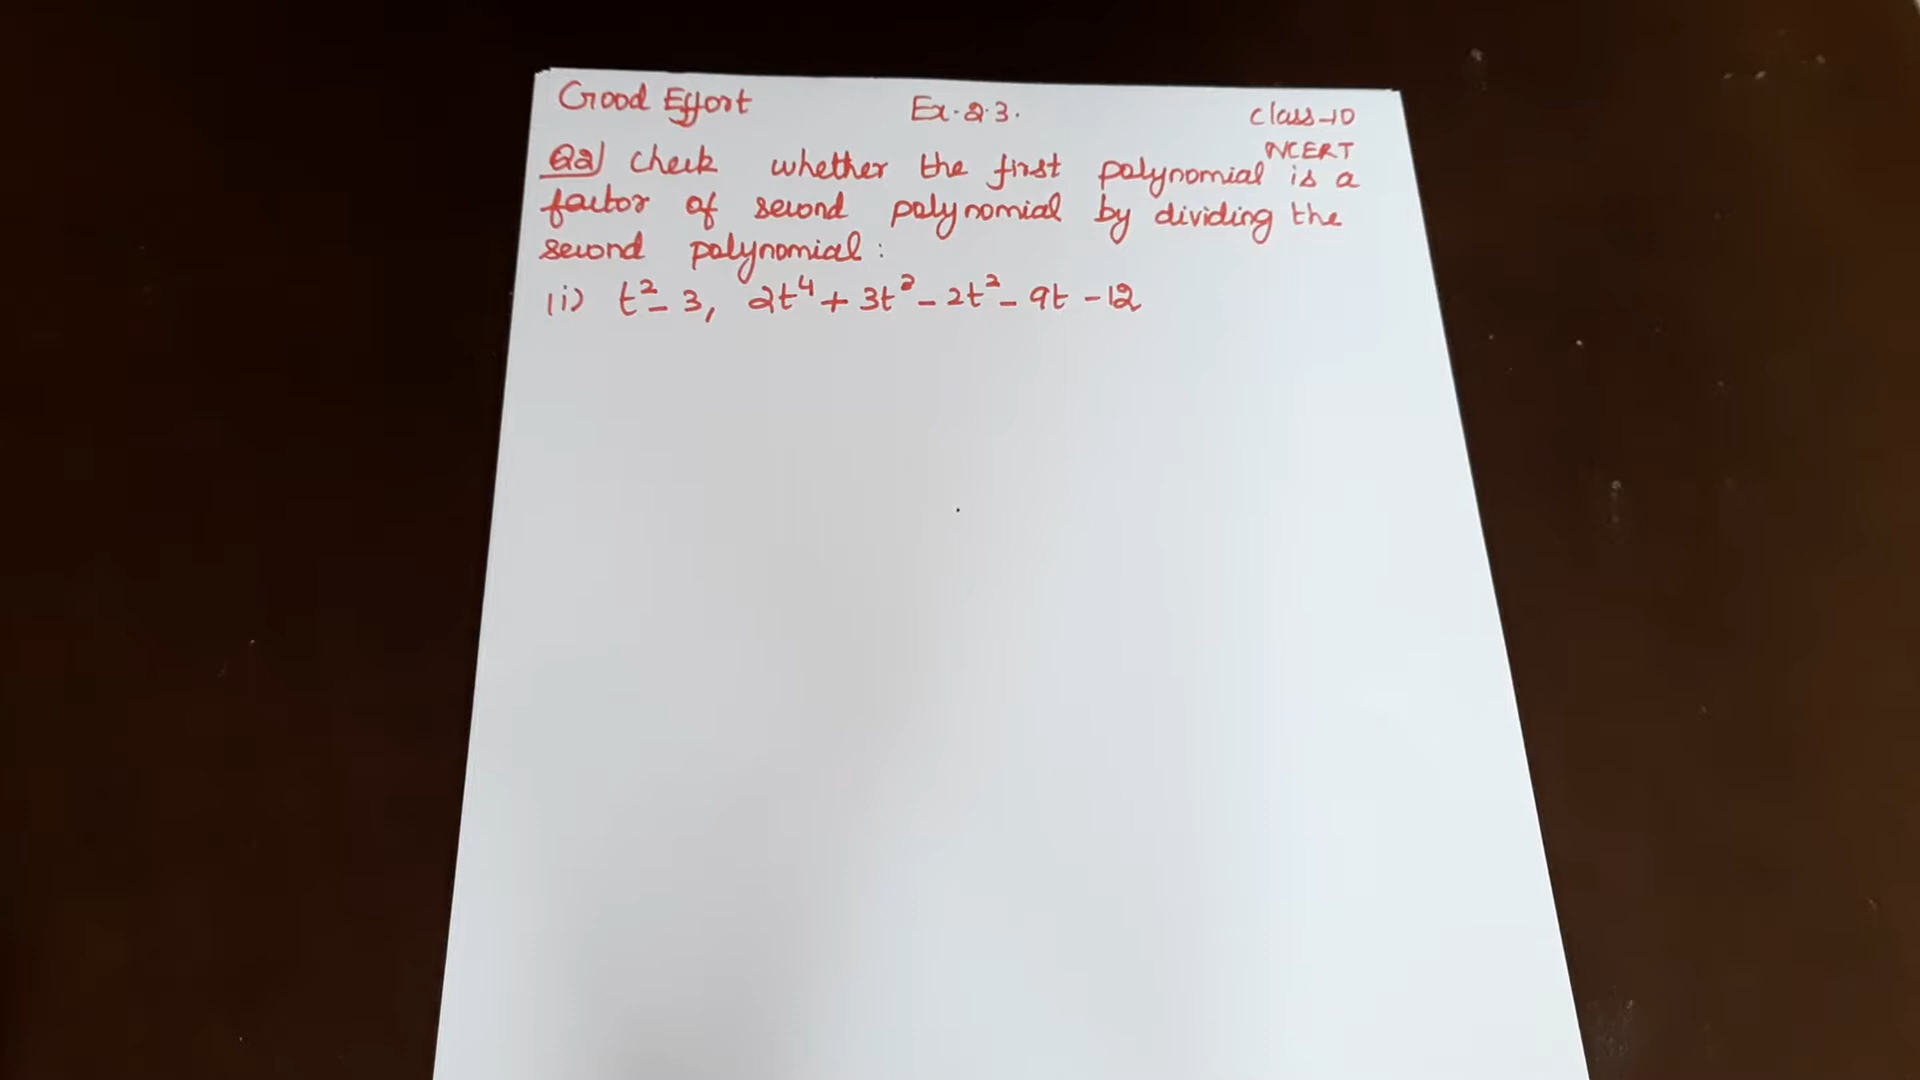 Good Effort Ex.2.3. Class-10
NCERT
Q2) Check whether the first polynomial is a
factor of second polynomial by dividing the
second polynomial:
(i) t² - 3, 2t⁴ + 3t³ - 2t² - 9t - 12